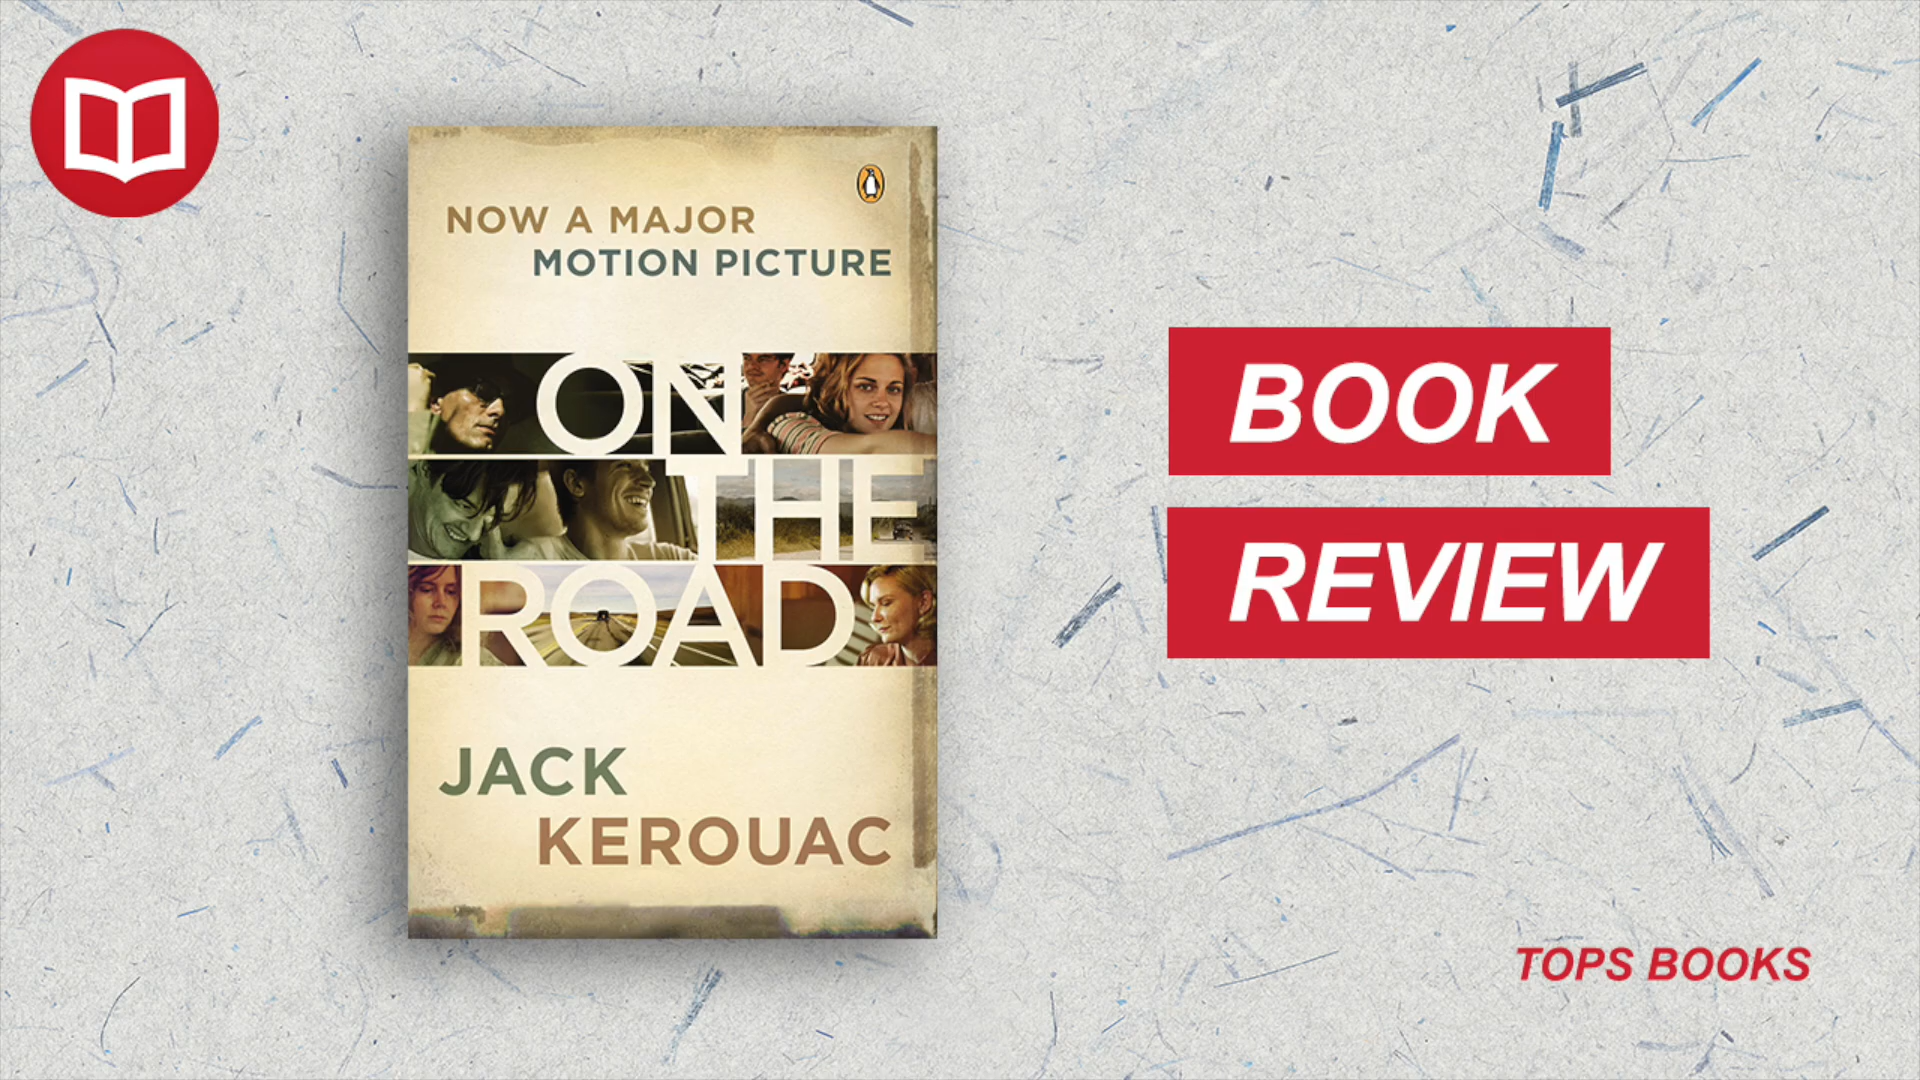 NOW A MAJOR
MOTION PICTURE
ON
THE
ROAD
JACK
KEROUAC
BOOK
REVIEW
TOPS BOOKS